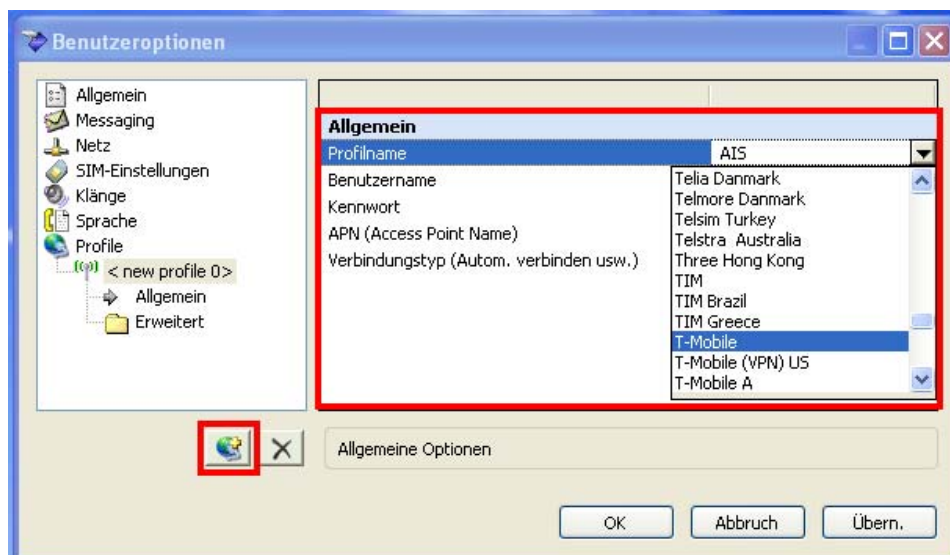 Benutzeroptionen
Allgemein
Messaging
Netz
SIM-Einstellungen
Klänge
Sprache
Profile
< new profile 0>
Allgemein
Erweitert
Allgemein
Profilname AIS
Benutzername
Kennwort
APN (Access Point Name)
Verbindungstyp (Autom. verbinden usw.)
Telia Danmark
Telmore Danmark
Telsim Turkey
Telstra Australia
Three Hong Kong
TIM
TIM Brazil
TIM Greece
T-Mobile
T-Mobile (VPN) US
T-Mobile A
Allgemeine Optionen
OK Abbruch Übern.